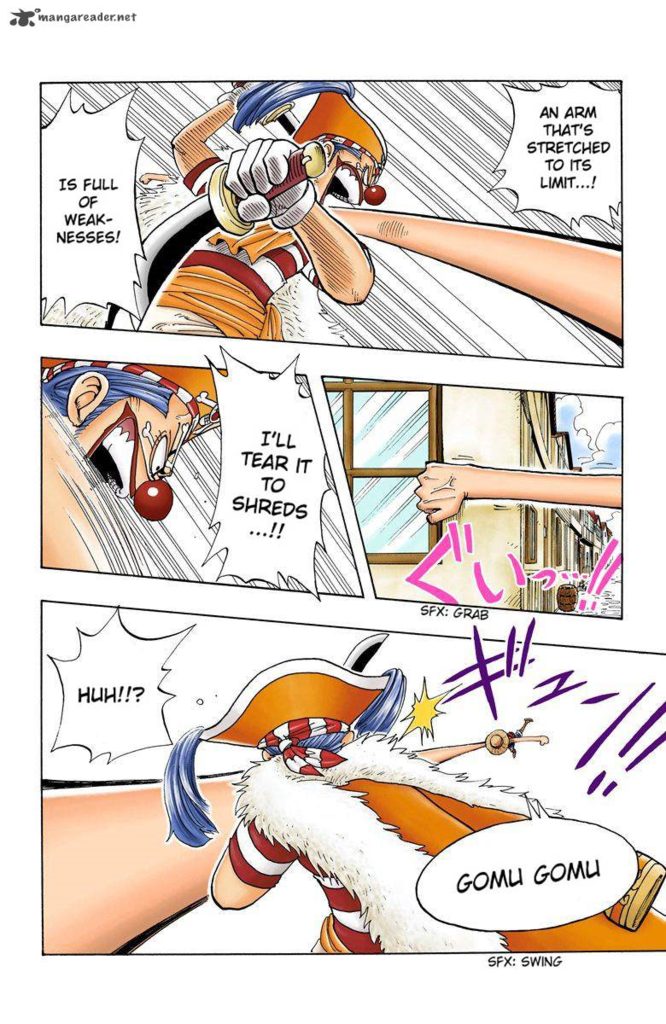 mangareader.net
AN ARM
THAT'S
STRETCHED
TO ITS
LIMIT...!
IS FULL
OF
WEAK-
NESSES!
I'LL
TEAR IT
TO
SHREDS
...!!
ぐいっ…!!
SFX: GRAB
HUH!!?
ギュー!!
GOMU GOMU
SFX: SWING